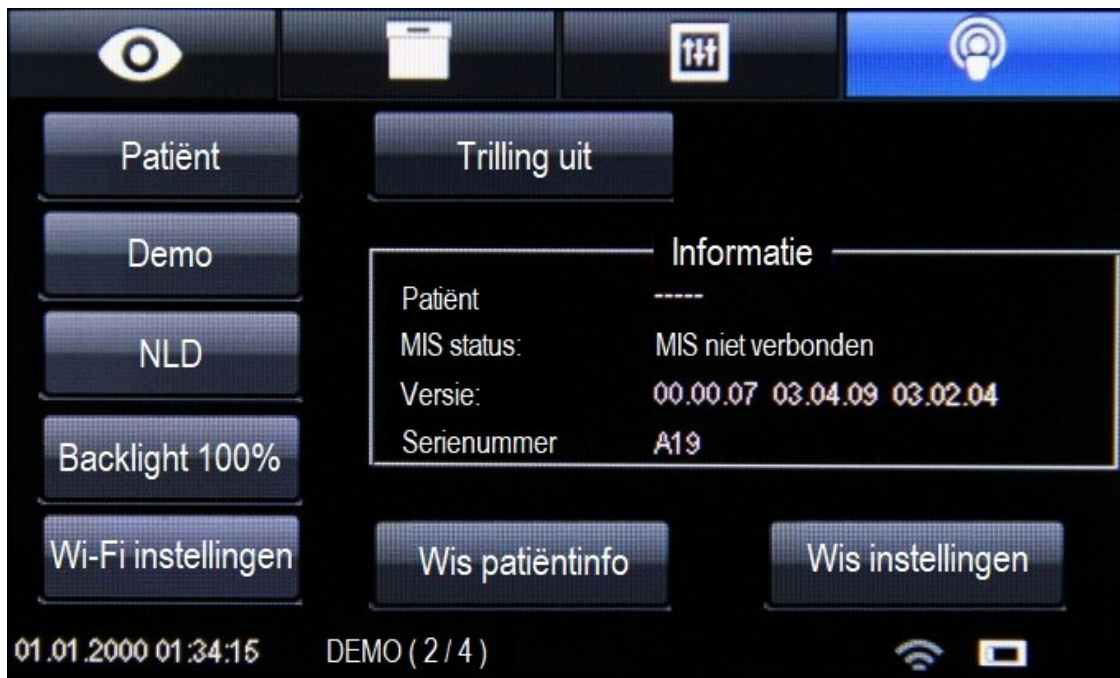 Patiënt
Trilling uit
Demo
Informatie
Patiënt -----
NLD
MIS status: MIS niet verbonden
Versie: 00.00.07 03.04.09 03.02.04
Backlight 100%
Serienummer A19
Wi-Fi instellingen
Wis patiëntinfo
Wis instellingen
01.01.2000 01:34:15 DEMO ( 2 / 4 )